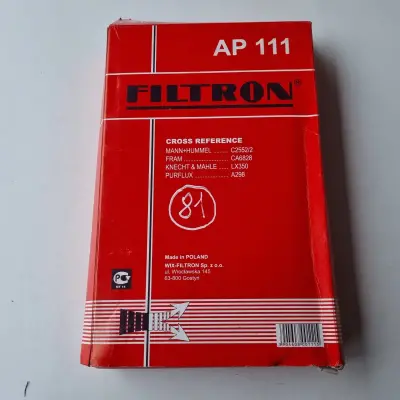 AP 111
FILTRON®
CROSS REFERENCE
MANN+HUMMEL ........ C2552/2
FRAM ........................ CA6828
KNECHT & MAHLE ..... LX350
PURFLUX .................. A298
81
Made in POLAND
WIX-FILTRON Sp. z o.o.
ul. Wrocławska 145
63-800 Gostyń